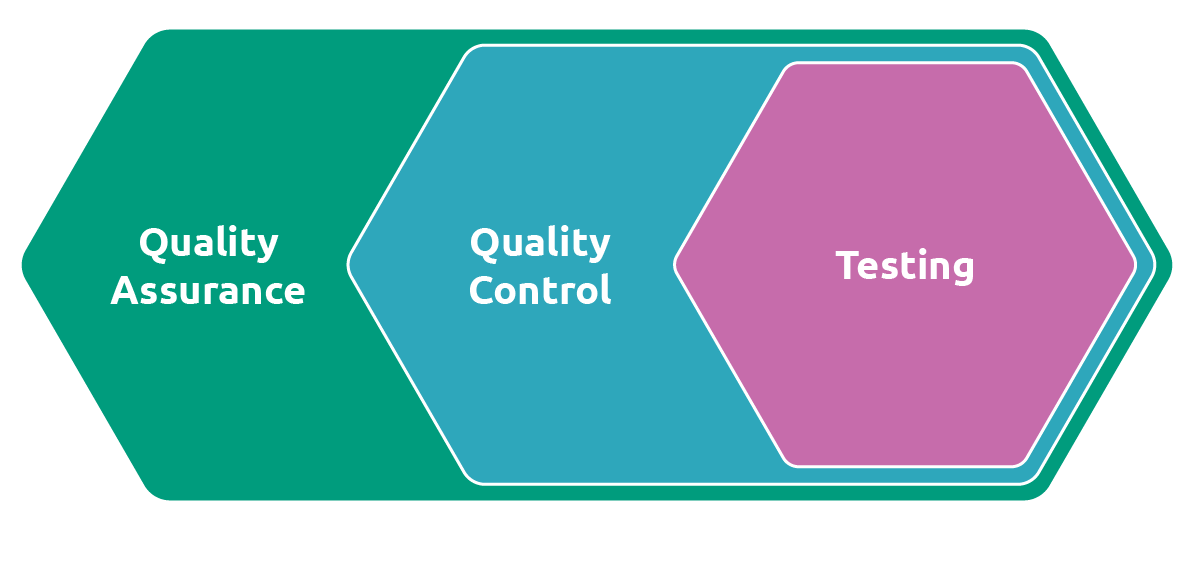 Quality
Assurance
Quality
Control
Testing